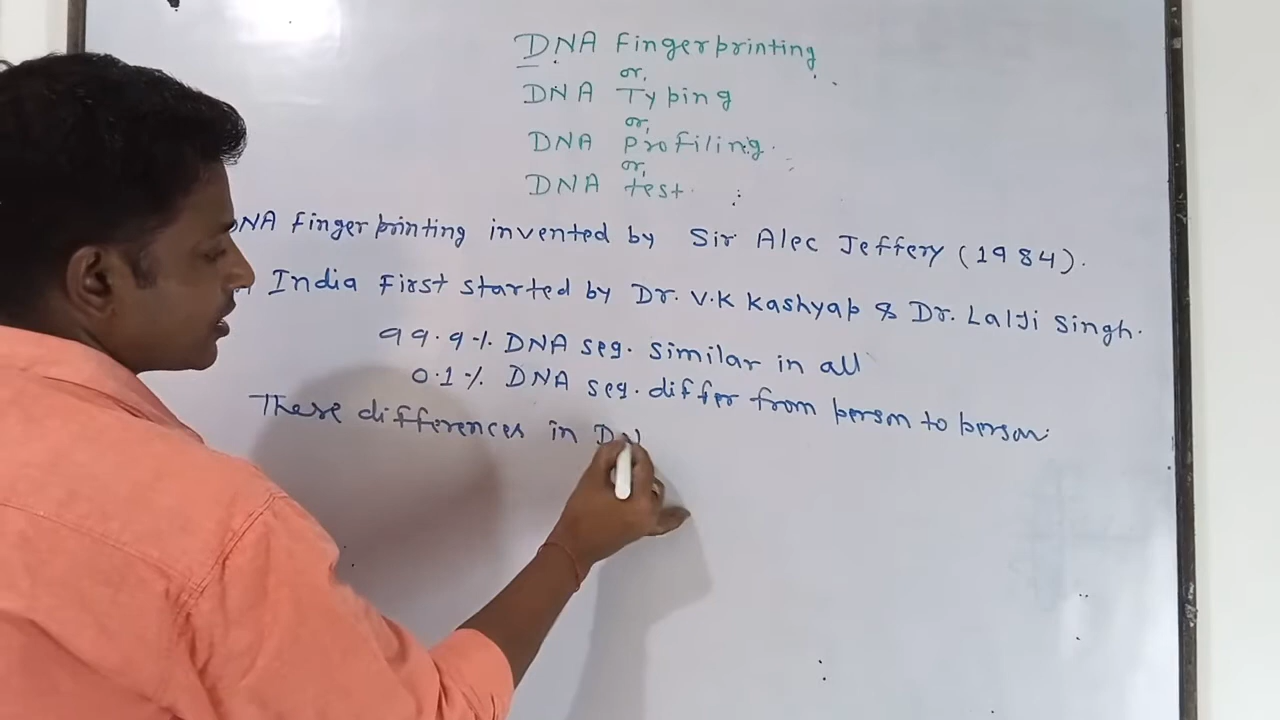 DNA Fingerprinting
or,
DNA Typing
or,
DNA Profiling.
or,
DNA test.
DNA Fingerprinting invented by Sir Alec Jeffery (1984).
India First started by Dr. V.K Kashyap & Dr. LalJi Singh.
99.9% DNA seq. similar in all
0.1% DNA seq. differ from person to person.
These differences in DN